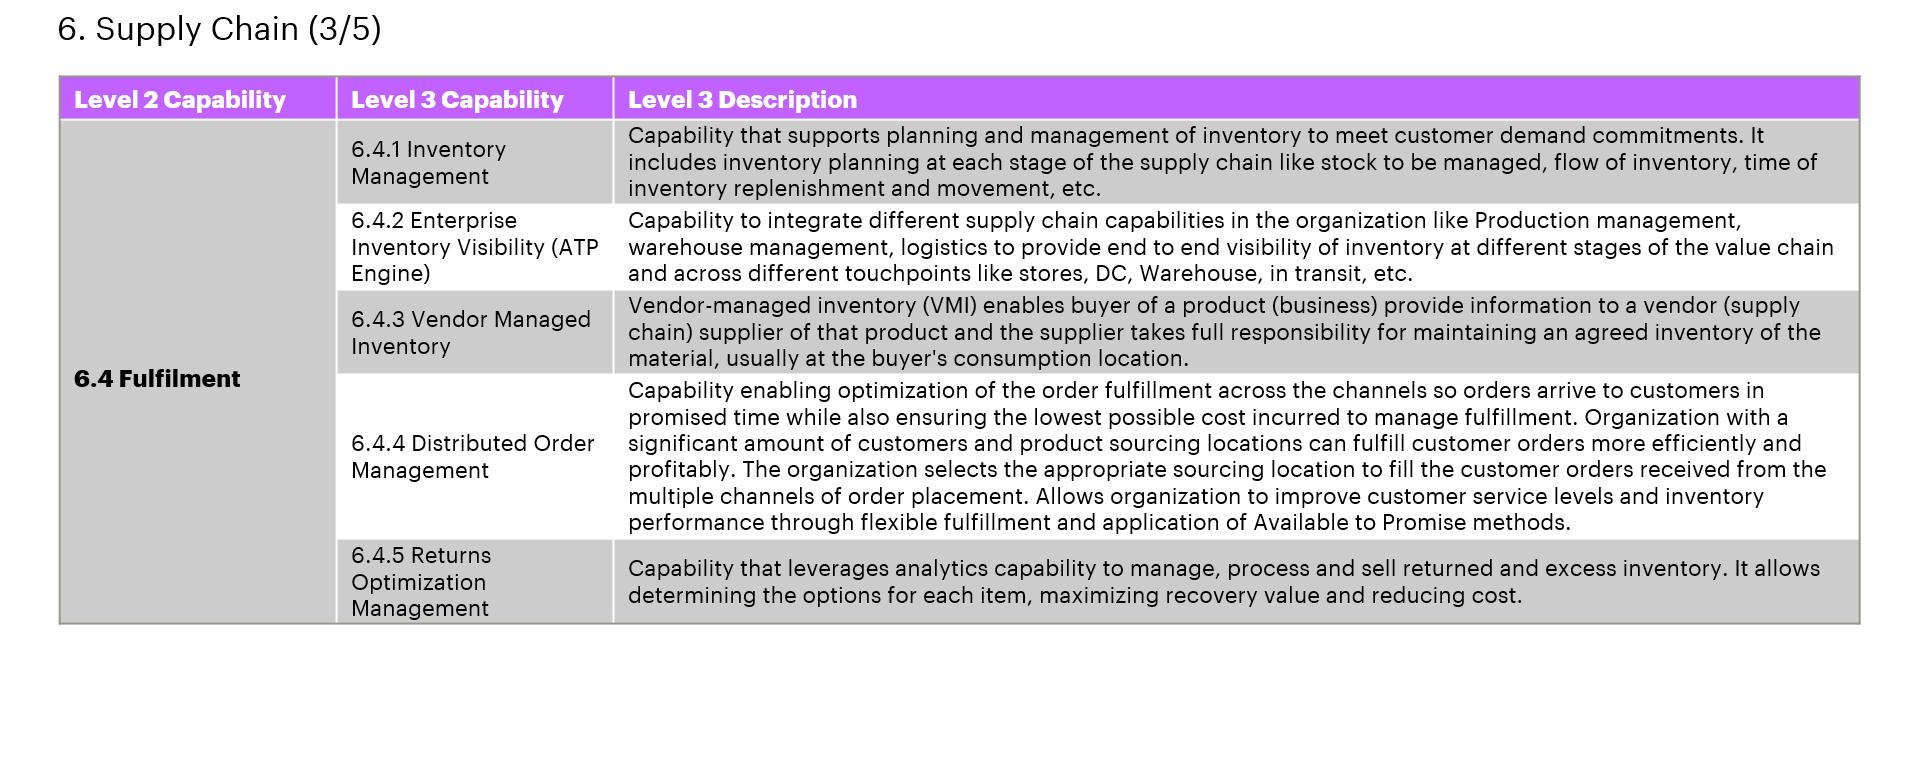 6. Supply Chain (3/5)
Level 2 Capability
Level 3 Capability
Level 3 Description
6.4 Fulfilment
6.4.1 Inventory
Management
Capability that supports planning and management of inventory to meet customer demand commitments. It
includes inventory planning at each stage of the supply chain like stock to be managed, flow of inventory, time of
inventory replenishment and movement, etc.
6.4.2 Enterprise
Inventory Visibility (ATP
Engine)
Capability to integrate different supply chain capabilities in the organization like Production management,
warehouse management, logistics to provide end to end visibility of inventory at different stages of the value chain
and across different touchpoints like stores, DC, Warehouse, in transit, etc.
6.4.3 Vendor Managed
Inventory
Vendor-managed inventory (VMI) enables buyer of a product (business) provide information to a vendor (supply
chain) supplier of that product and the supplier takes full responsibility for maintaining an agreed inventory of the
material, usually at the buyer's consumption location.
6.4.4 Distributed Order
Management
Capability enabling optimization of the order fulfillment across the channels so orders arrive to customers in
promised time while also ensuring the lowest possible cost incurred to manage fulfillment. Organization with a
significant amount of customers and product sourcing locations can fulfill customer orders more efficiently and
profitably. The organization selects the appropriate sourcing location to fill the customer orders received from the
multiple channels of order placement. Allows organization to improve customer service levels and inventory
performance through flexible fulfillment and application of Available to Promise methods.
6.4.5 Returns
Optimization
Management
Capability that leverages analytics capability to manage, process and sell returned and excess inventory. It allows
determining the options for each item, maximizing recovery value and reducing cost.